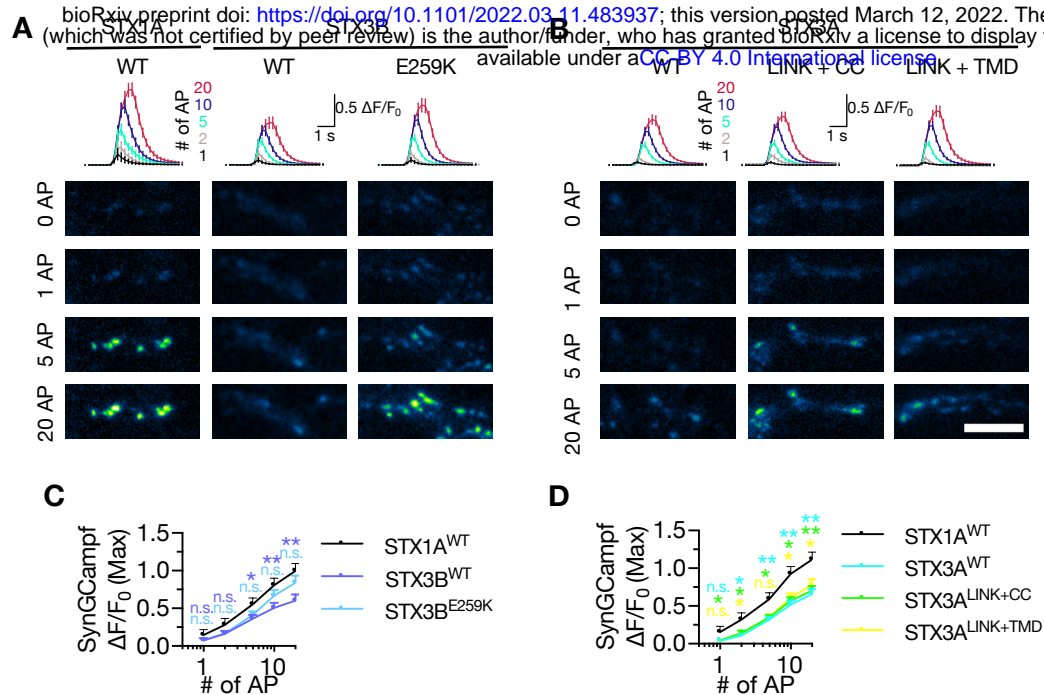 bioRxiv preprint doi: https://doi.org/10.1101/2022.03.11.483937; this version posted March 12, 2022. The
(which was not certified by peer review) is the author/funder, who has granted bioRxiv a license to display
available under aCC-BY 4.0 International license.
A STX1A STX3B
WT WT E259K
# of AP 20 10 5 2 1
0.5 ΔF/F0
1 s
0 AP
1 AP
5 AP
20 AP
B STX3A
WT LINK + CC LINK + TMD
# of AP 20 10 5 2 1
0.5 ΔF/F0
1 s
0 AP
1 AP
5 AP
20 AP
C
SynGCampf
ΔF/F0 (Max)
1.5
1.0
0.5
0.0
n.s. n.s. * ** **
n.s. n.s. n.s. n.s. n.s.
1 10
# of AP
STX1AWT
STX3BWT
STX3BE259K
D
SynGCampf
ΔF/F0 (Max)
1.5
1.0
0.5
0.0
n.s. * ** ** **
* * * * **
n.s. * n.s. * *
1 10
# of AP
STX1AWT
STX3AWT
STX3ALINK+CC
STX3ALINK+TMD